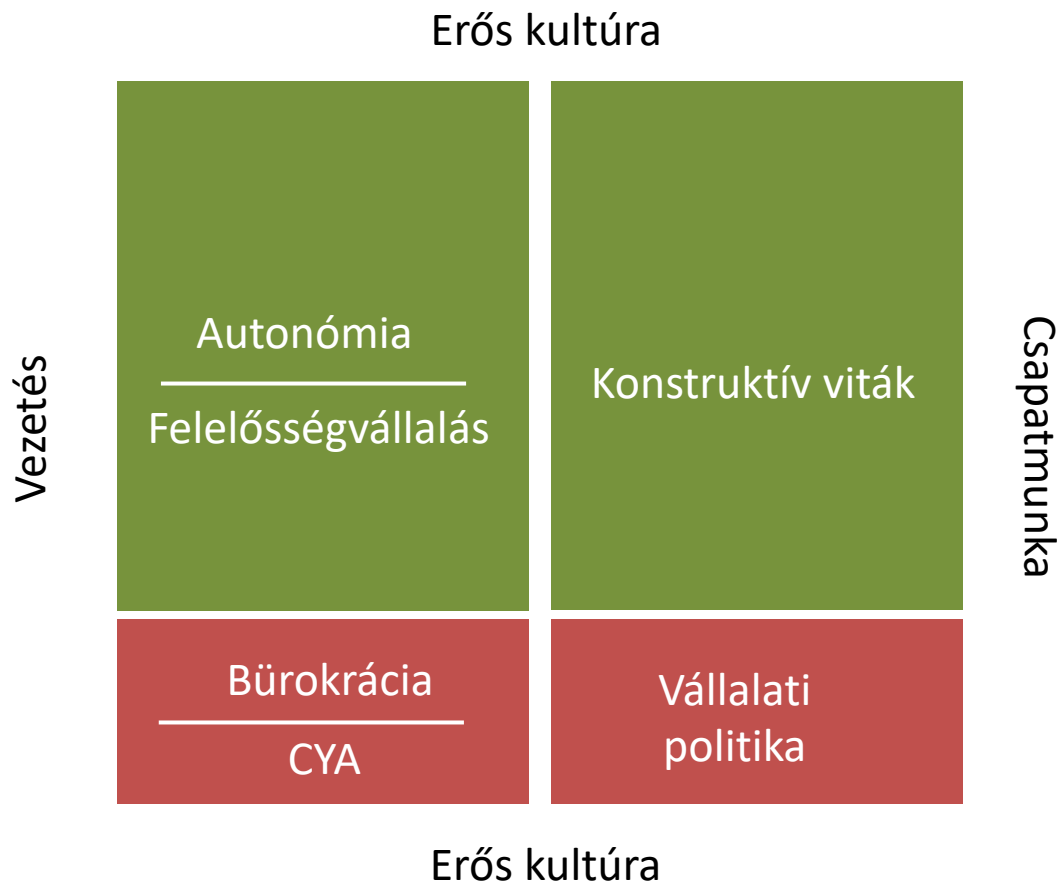 Erős kultúra
Vezetés
Autonómia
Felelősségvállalás
Konstruktív viták
Csapatmunka
Bürokrácia
CYA
Vállalati
politika
Erős kultúra